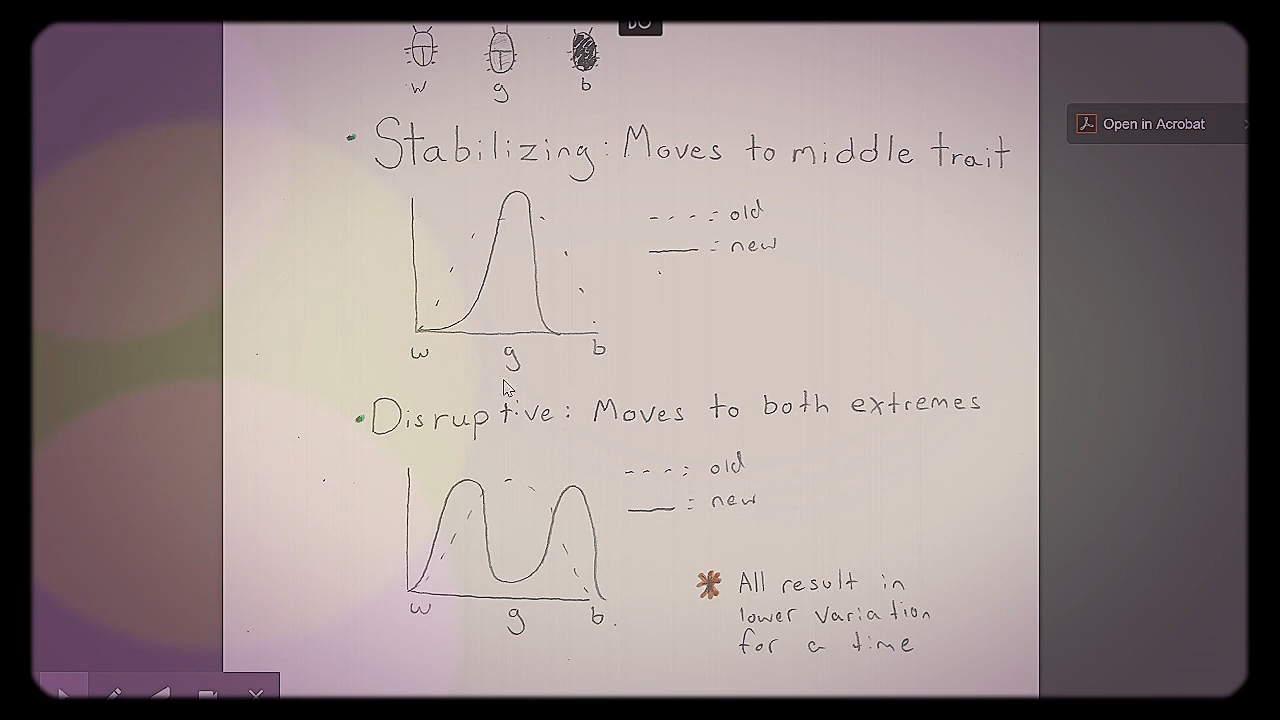 w g b
• Stabilizing: Moves to middle trait
---: old
— = new
w g b
• Disruptive: Moves to both extremes
---: old
— = new
w g b
* All result in
lower variation
for a time
Open in Acrobat